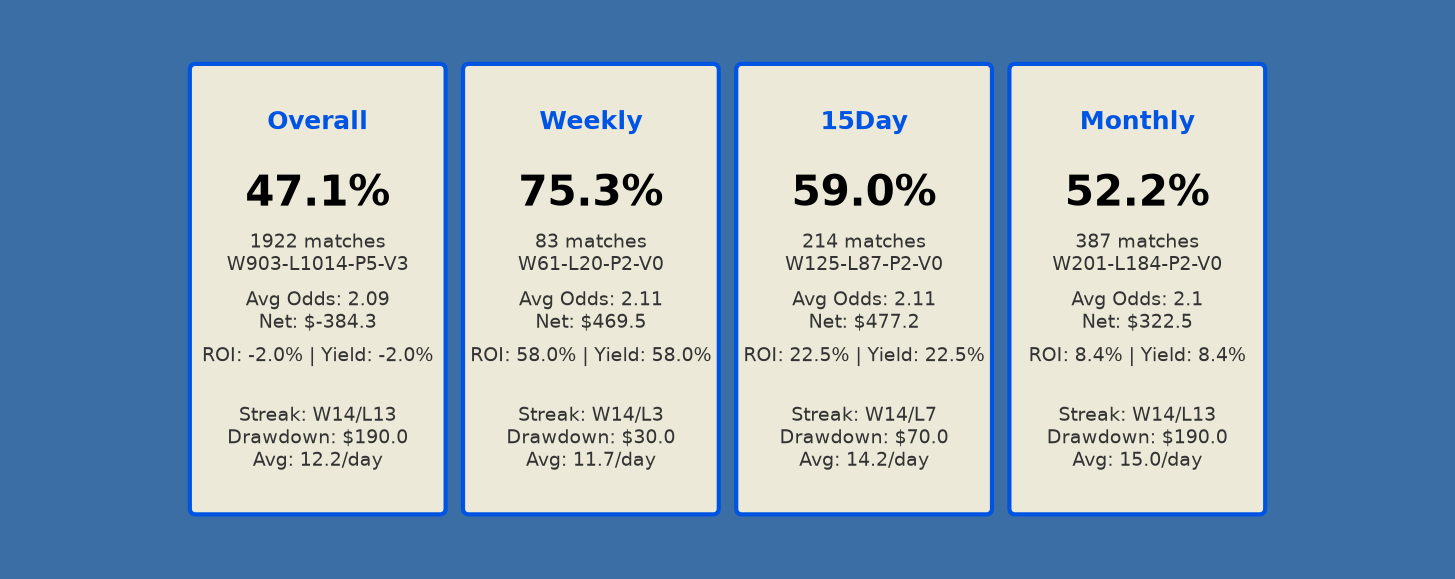 Overall
47.1%
1922 matches
W903-L1014-P5-V3
Avg Odds: 2.09
Net: $-384.3
ROI: -2.0% | Yield: -2.0%
Streak: W14/L13
Drawdown: $190.0
Avg: 12.2/day
Weekly
75.3%
83 matches
W61-L20-P2-V0
Avg Odds: 2.11
Net: $469.5
ROI: 58.0% | Yield: 58.0%
Streak: W14/L3
Drawdown: $30.0
Avg: 11.7/day
15Day
59.0%
214 matches
W125-L87-P2-V0
Avg Odds: 2.11
Net: $477.2
ROI: 22.5% | Yield: 22.5%
Streak: W14/L7
Drawdown: $70.0
Avg: 14.2/day
Monthly
52.2%
387 matches
W201-L184-P2-V0
Avg Odds: 2.1
Net: $322.5
ROI: 8.4% | Yield: 8.4%
Streak: W14/L13
Drawdown: $190.0
Avg: 15.0/day